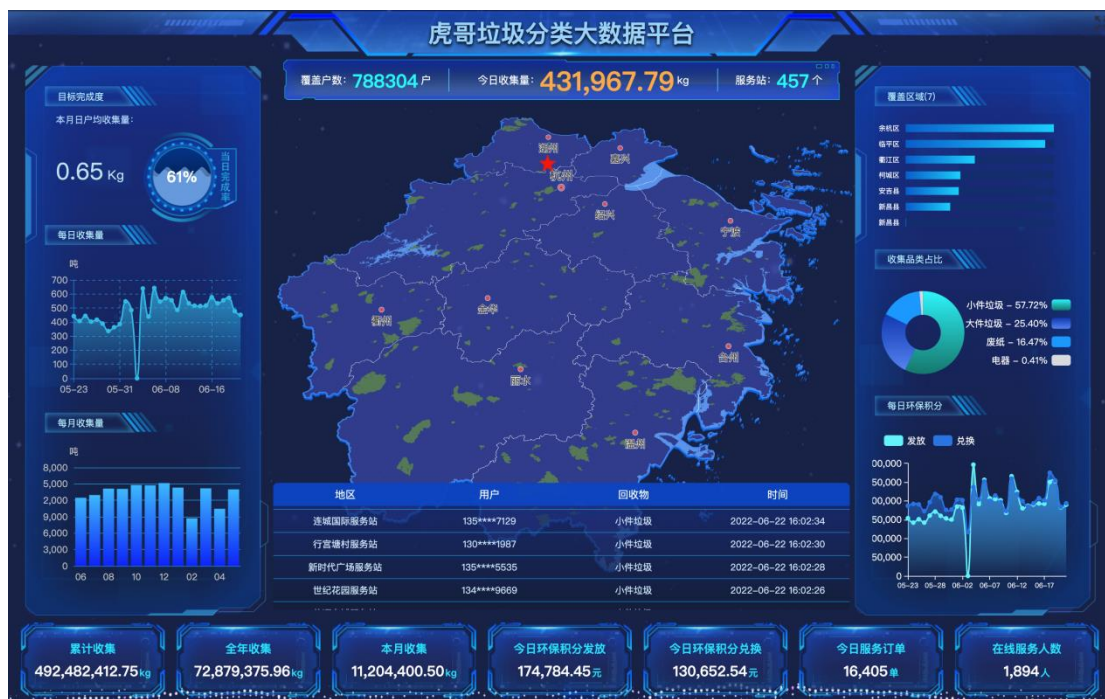 虎哥垃圾分类大数据平台
覆盖户数: 788304 户 今日收集量: 431,967.79 kg 服务站: 457 个
目标完成度
本月日户均收集量:
0.65 Kg
61%
当日完成率
每日收集量
吨
700
600
500
400
300
200
100
0
05-23 05-31 06-08 06-16
每月收集量
吨
8,000
5,000
2,000
9,000
6,000
3,000
0
06 08 10 12 02 04
湖州
嘉兴
杭州
绍兴
宁波
衢州
金华
台州
丽水
温州
地区 用户 回收物 时间
连城国际服务站 135****7129 小件垃圾 2022-06-22 16:02:34
行宫塘村服务站 130****1987 小件垃圾 2022-06-22 16:02:30
新时代广场服务站 135****5535 小件垃圾 2022-06-22 16:02:28
世纪花园服务站 134****9669 小件垃圾 2022-06-22 16:02:26
覆盖区域(7)
余杭区
临平区
衢江区
柯城区
安吉县
新昌县
新昌县
收集品类占比
小件垃圾 - 57.72%
大件垃圾 - 25.40%
废纸 - 16.47%
电器 - 0.41%
每日环保积分
发放 兑换
00,000
50,000
00,000
50,000
00,000
50,000
0
05-23 05-28 06-02 06-07 06-12 06-17
累计收集
492,482,412.75 kg
全年收集
72,879,375.96 kg
本月收集
11,204,400.50 kg
今日环保积分发放
174,784.45 元
今日环保积分兑换
130,652.54 元
今日服务订单
16,405 单
在线服务人数
1,894 人